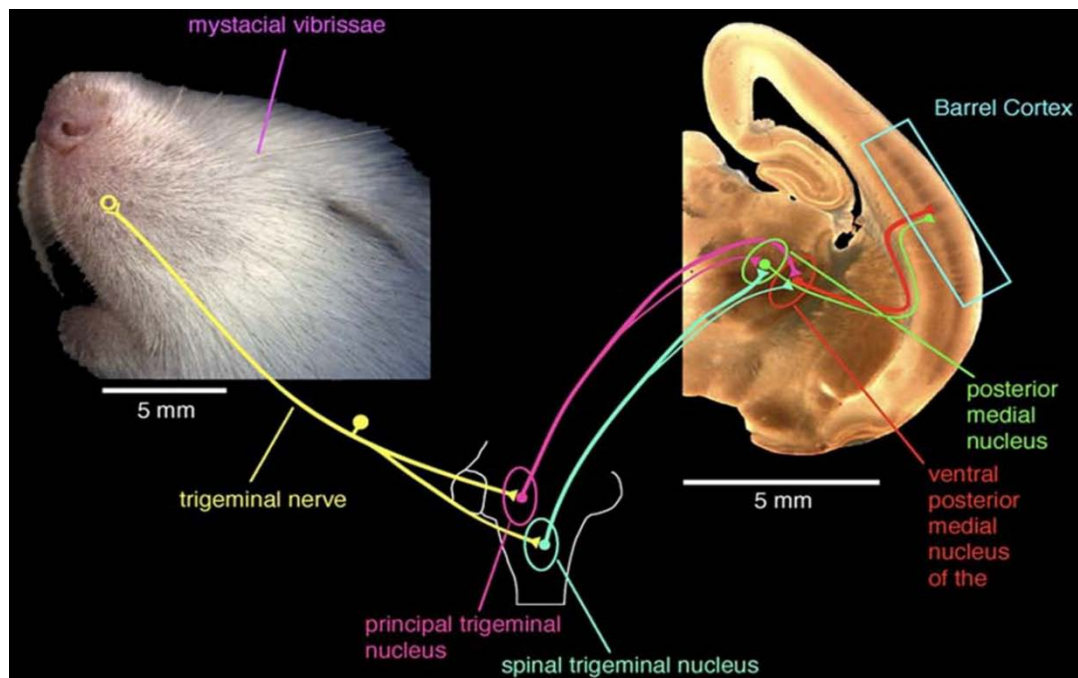 mystacial vibrissae
Barrel Cortex
5 mm
trigeminal nerve
posterior
medial
nucleus
5 mm
ventral
posterior
medial
nucleus
of the
principal trigeminal
nucleus
spinal trigeminal nucleus